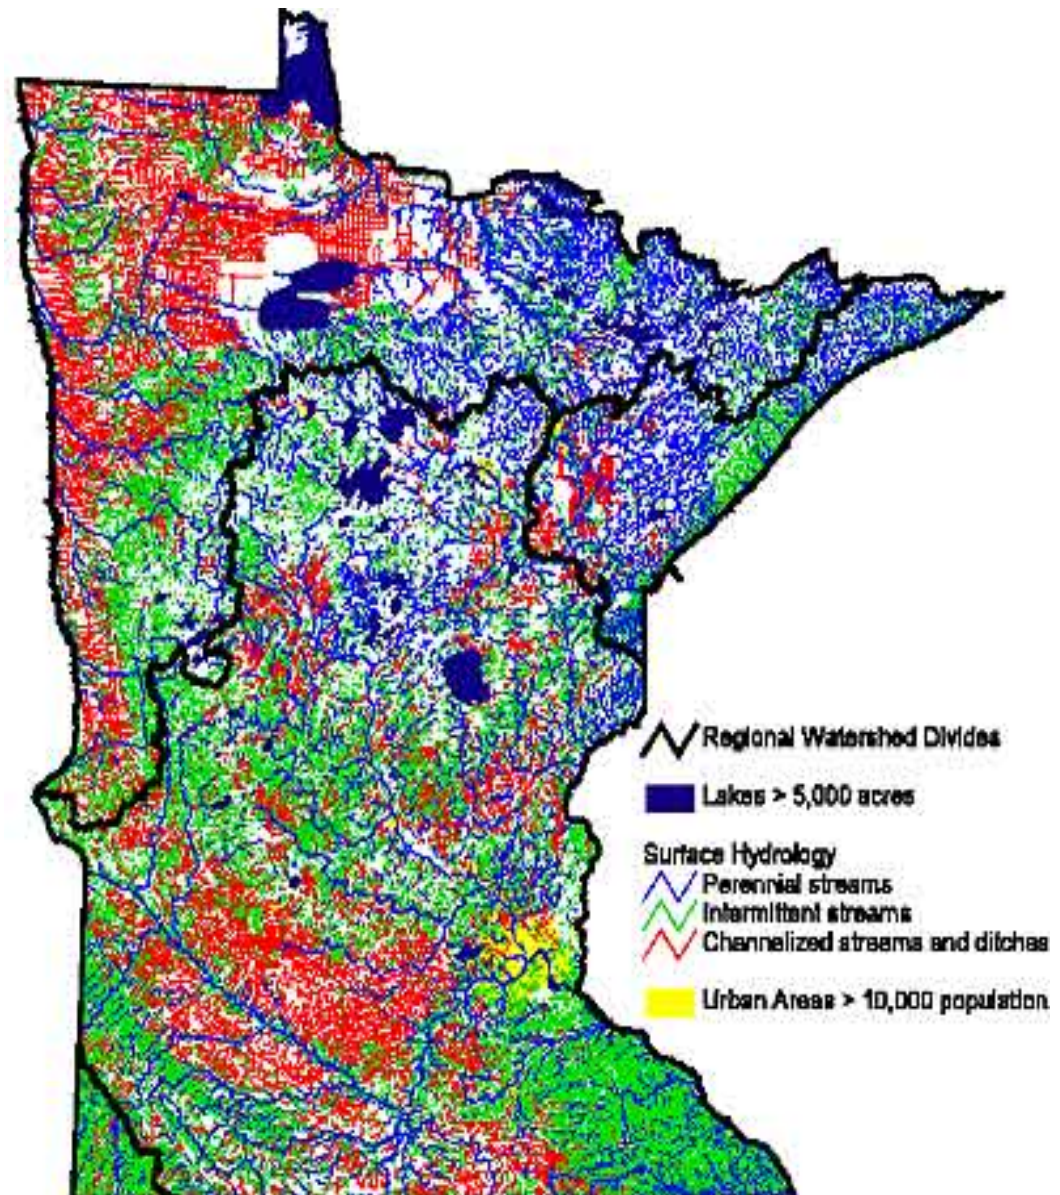 Regional Watershed Divides
Lakes > 5,000 acres
Surface Hydrology
Perennial streams
Intermittent streams
Channelized streams and ditches
Urban Areas > 10,000 population